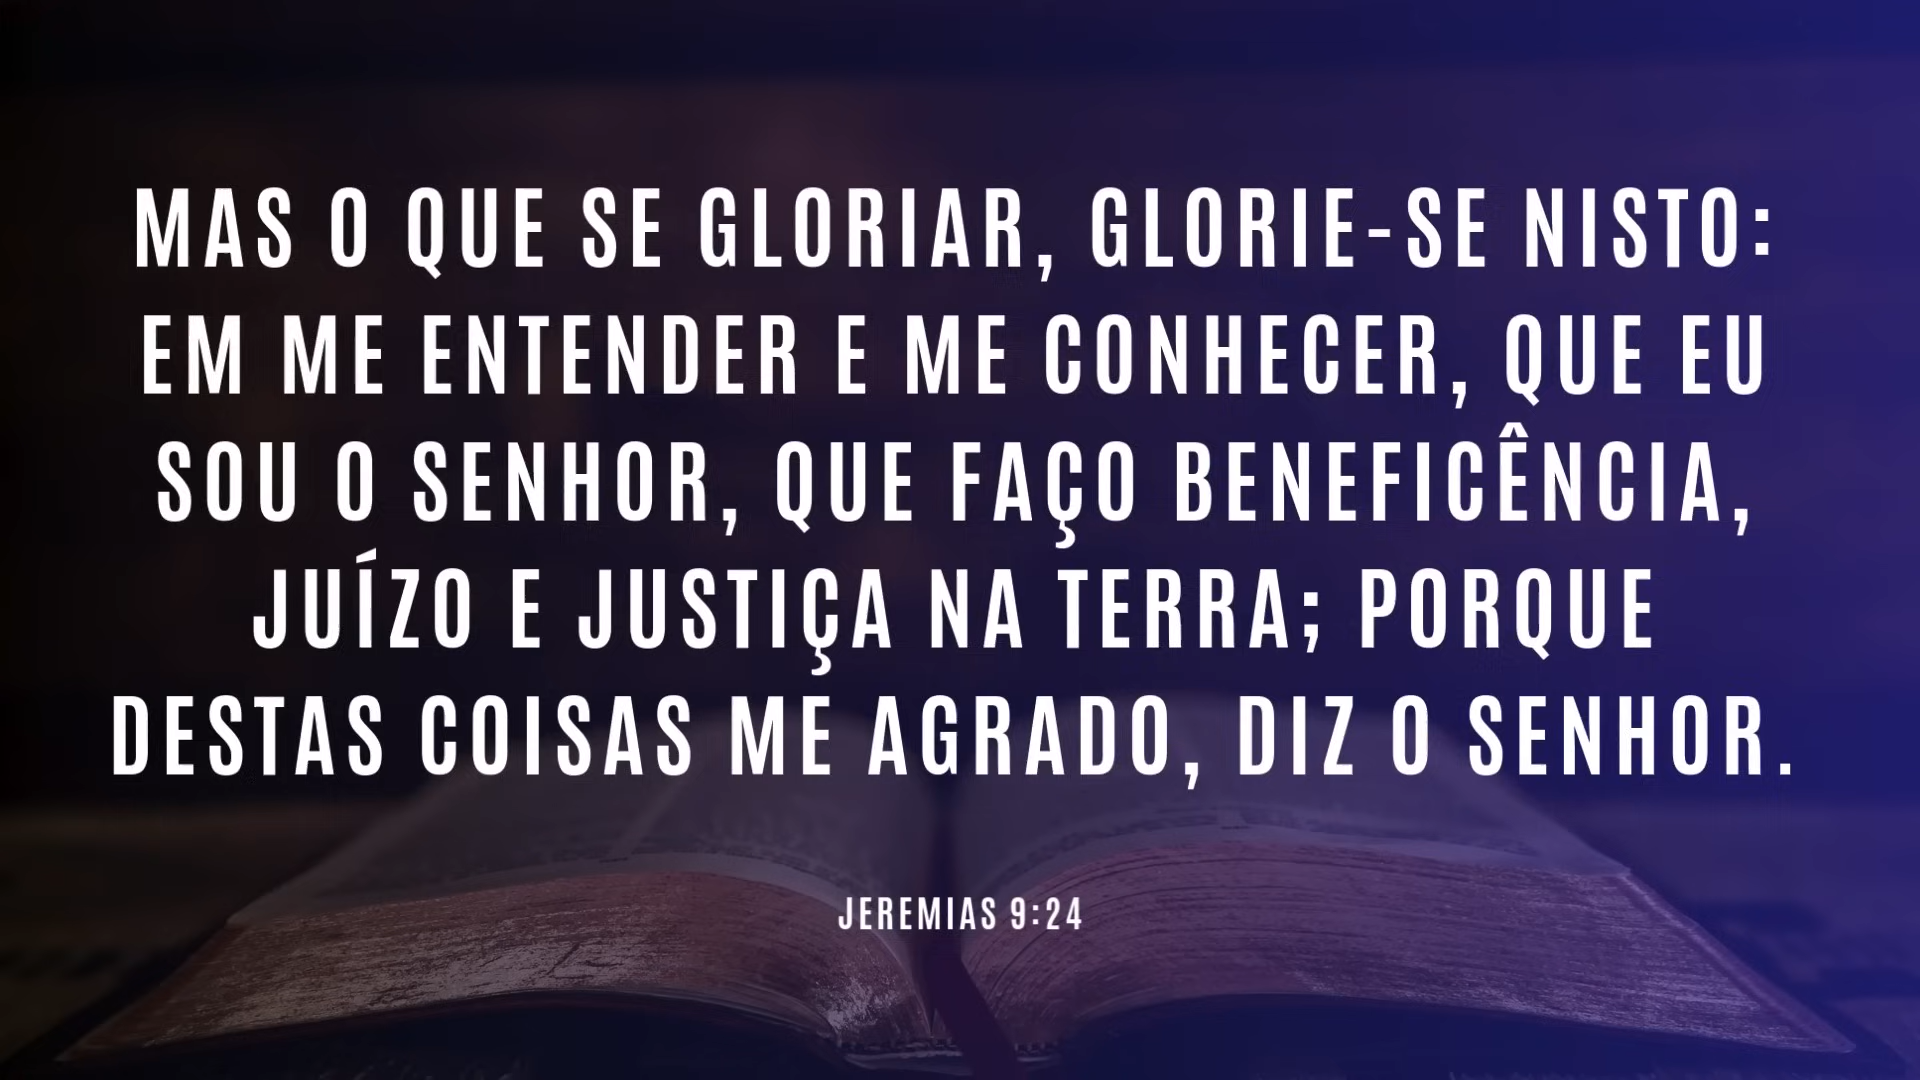 MAS O QUE SE GLORIAR, GLORIE-SE NISTO:
EM ME ENTENDER E ME CONHECER, QUE EU
SOU O SENHOR, QUE FAÇO BENEFICÊNCIA,
JUÍZO E JUSTIÇA NA TERRA; PORQUE
DESTAS COISAS ME AGRADO, DIZ O SENHOR.
JEREMIAS 9:24